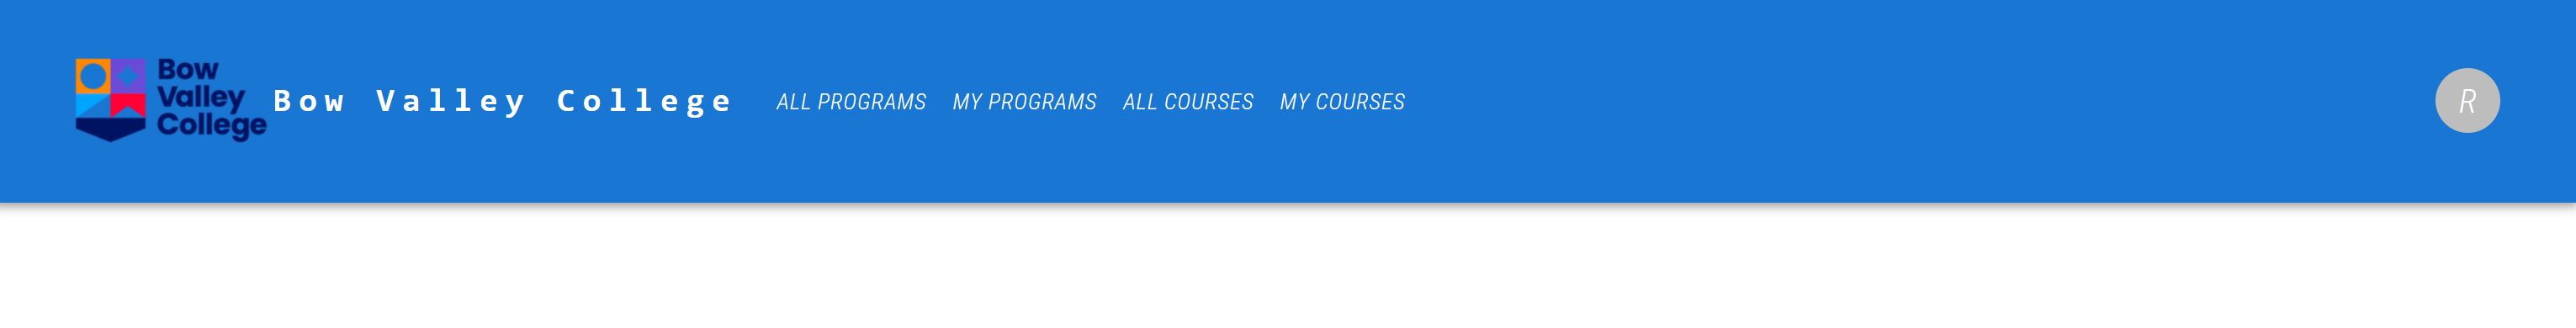 Bow
Valley
College
Bow Valley College
ALL PROGRAMS MY PROGRAMS ALL COURSES MY COURSES
R